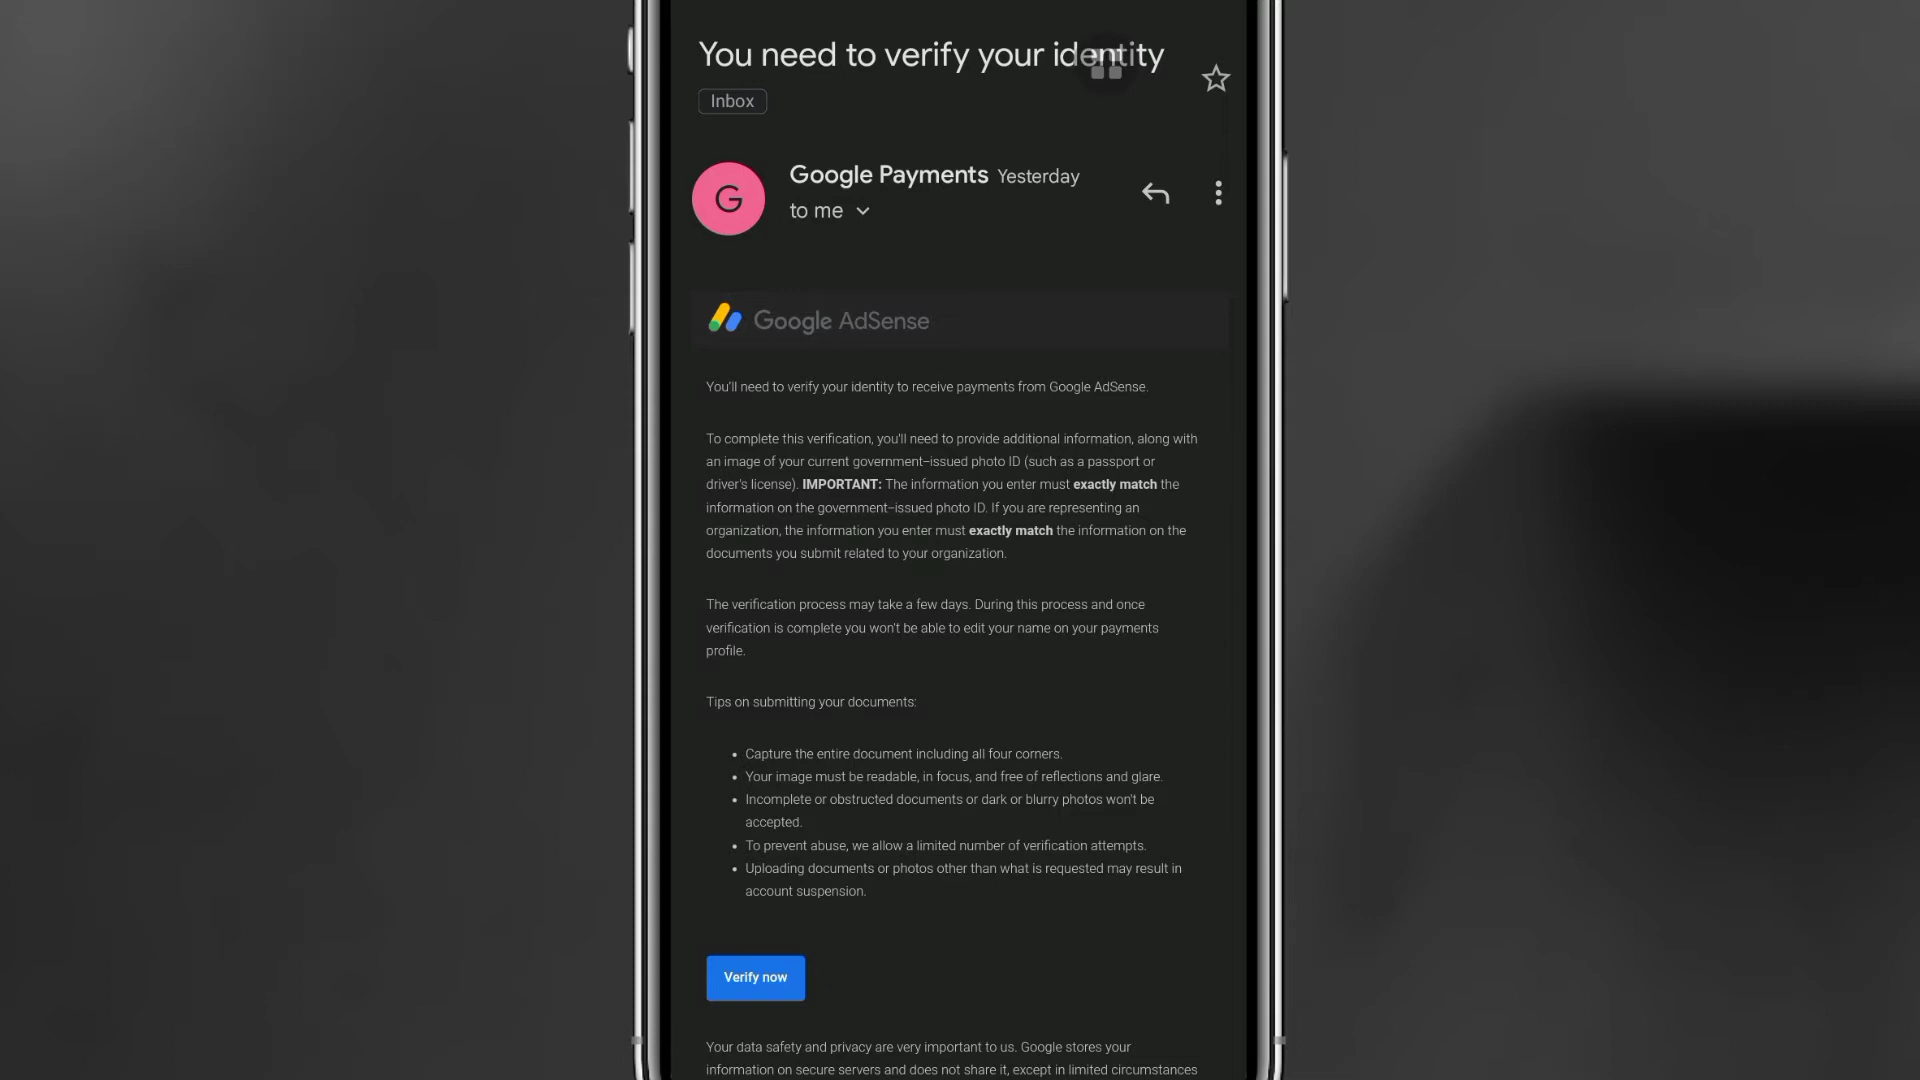 You need to verify your identity
Inbox
G
Google Payments Yesterday
to me
Google AdSense
You'll need to verify your identity to receive payments from Google AdSense.
To complete this verification, you'll need to provide additional information, along with
an image of your current government–issued photo ID (such as a passport or
driver's license). IMPORTANT: The information you enter must exactly match the
information on the government–issued photo ID. If you are representing an
organization, the information you enter must exactly match the information on the
documents you submit related to your organization.
The verification process may take a few days. During this process and once
verification is complete you won't be able to edit your name on your payments
profile.
Tips on submitting your documents:
• Capture the entire document including all four corners.
• Your image must be readable, in focus, and free of reflections and glare.
• Incomplete or obstructed documents or dark or blurry photos won't be
accepted.
• To prevent abuse, we allow a limited number of verification attempts.
• Uploading documents or photos other than what is requested may result in
account suspension.
Verify now
Your data safety and privacy are very important to us. Google stores your
information on secure servers and does not share it, except in limited circumstances